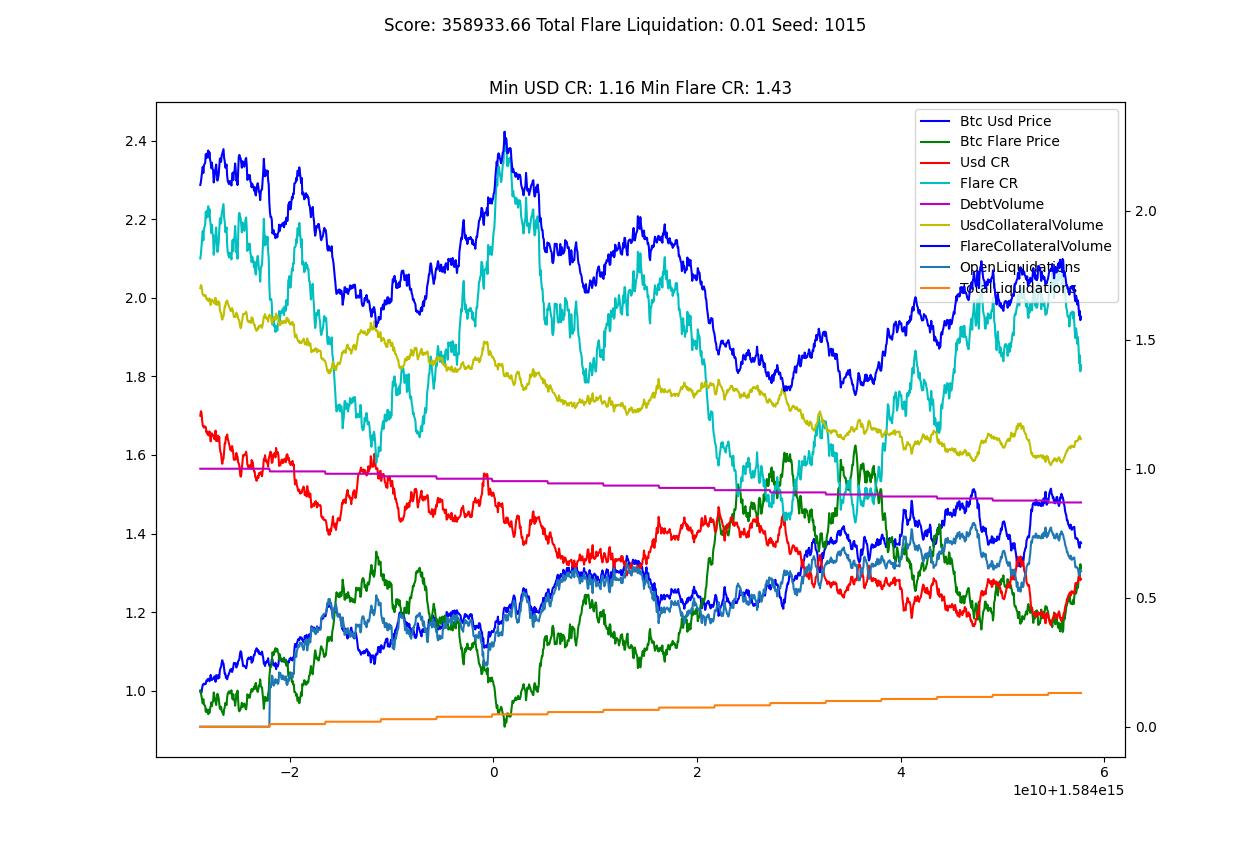 Score: 358933.66 Total Flare Liquidation: 0.01 Seed: 1015
Min USD CR: 1.16 Min Flare CR: 1.43
Btc Usd Price
Btc Flare Price
Usd CR
Flare CR
DebtVolume
UsdCollateralVolume
FlareCollateralVolume
OpenLiquidations
TotalLiquidations
2.4
2.2
2.0
1.8
1.6
1.4
1.2
1.0
2.0
1.5
1.0
0.5
0.0
−2 0 2 4 6
1e10+1.584e15